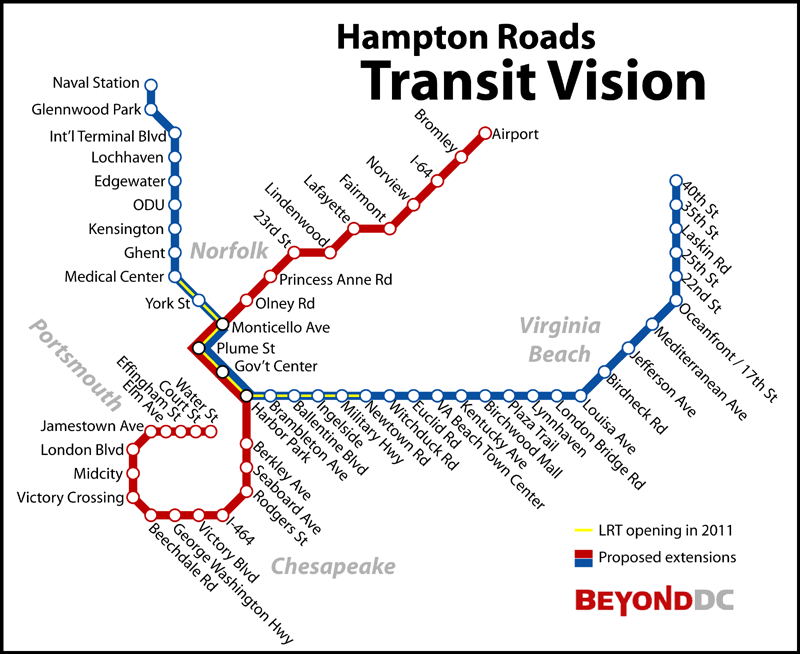 Hampton Roads
Transit Vision
Naval Station
Glennwood Park
Int'l Terminal Blvd
Lochhaven
Edgewater
ODU
Kensington
Ghent
Medical Center
York St
Norfolk
Airport
Bromley
I-64
Norview
Fairmont
Lafayette
Lindenwood
23rd St
Princess Anne Rd
Olney Rd
Monticello Ave
Plume St
Gov't Center
Harbor Park
Brambleton Ave
Ballentine Blvd
Ingelside
Military Hwy
Newtown Rd
Witchduck Rd
Euclid Rd
VA Beach Town Center
Kentucky Ave
Birchwood Mall
Plaza Trail
Lynnhaven
London Bridge Rd
Louisa Ave
Birdneck Rd
Jefferson Ave
Mediterranean Ave
Oceanfront / 17th St
22nd St
25th St
Laskin Rd
35th St
40th St
Virginia
Beach
Portsmouth
Water St
Court St
Effingham St
Elm Ave
Jamestown Ave
London Blvd
Midcity
Victory Crossing
Beechdale Rd
George Washington Hwy
Victory Blvd
I-464
Rodgers St
Seaboard Ave
Berkley Ave
Chesapeake
LRT opening in 2011
Proposed extensions
BEYONDDC